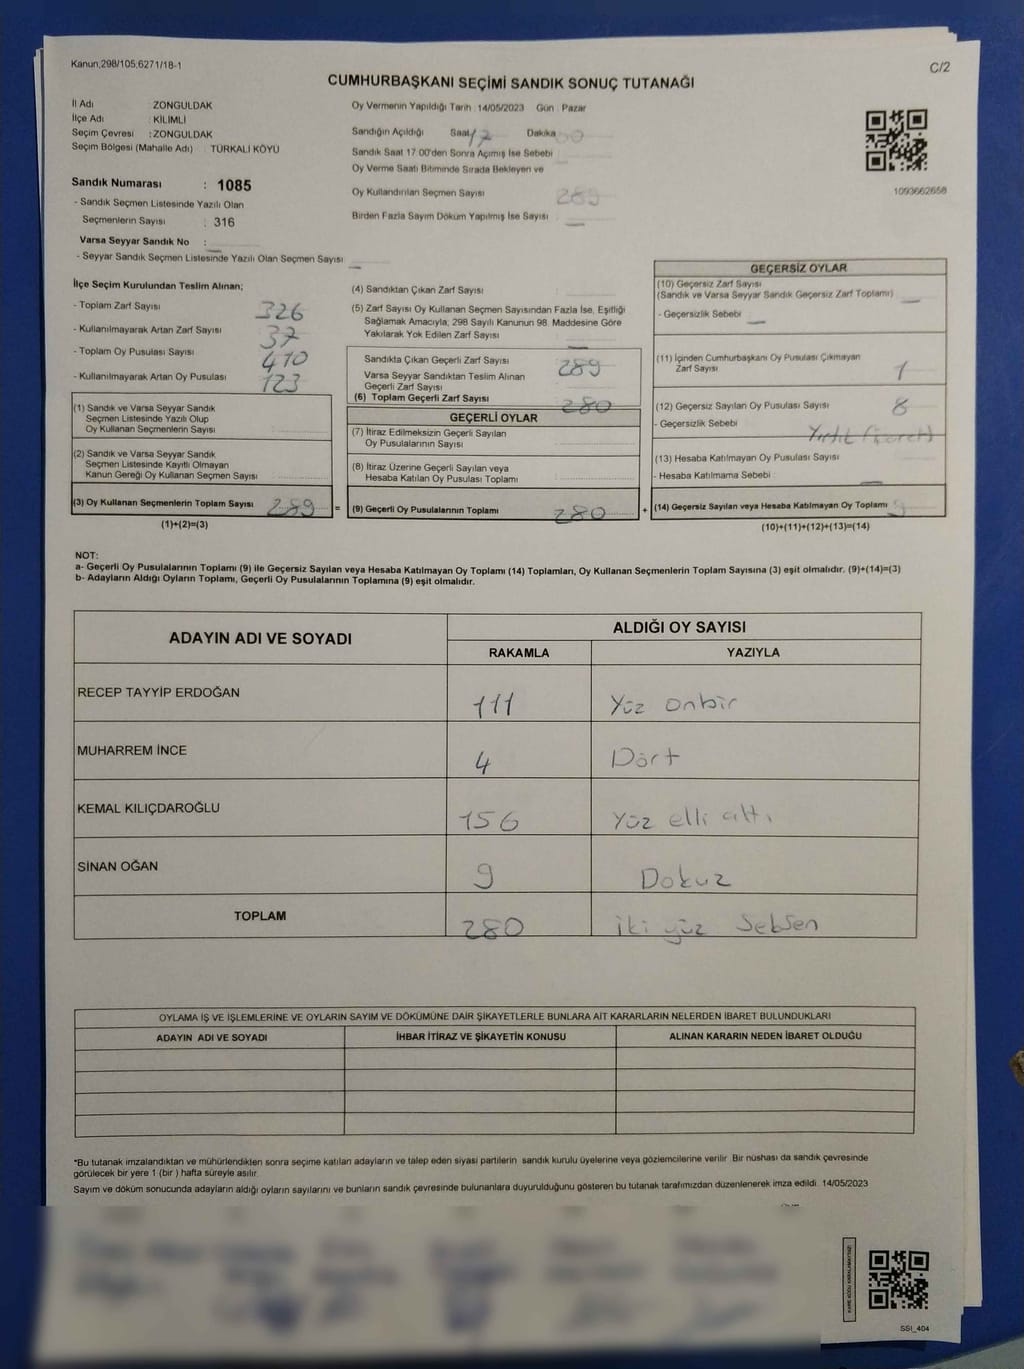 Kanun,298/105,6271/18-1
C/2
CUMHURBAŞKANI SEÇİMİ SANDIK SONUÇ TUTANAĞI
İl Adı : ZONGULDAK
İlçe Adı : KİLİMLİ
Seçim Çevresi : ZONGULDAK
Seçim Bölgesi (Mahalle Adı) : TÜRKALİ KÖYÜ
Sandık Numarası : 1085
- Sandık Seçmen Listesinde Yazılı Olan
Seçmenlerin Sayısı : 316
Varsa Seyyar Sandık No :
- Seyyar Sandık Seçmen Listesinde Yazılı Olan Seçmen Sayısı
Oy Vermenin Yapıldığı Tarih : 14/05/2023 Gün : Pazar
Sandığın Açıldığı Saat 17 Dakika 00
Sandık Saat 17:00'den Sonra Açımış İse Sebebi
Oy Verme Saati Bitiminde Sırada Bekleyen ve
Oy Kullandırılan Seçmen Sayısı 289
Birden Fazla Sayım Döküm Yapılmış İse Sayısı
1093662658
İlçe Seçim Kurulundan Teslim Alınan;
- Toplam Zarf Sayısı 326
- Kullanılmayarak Artan Zarf Sayısı 37
- Toplam Oy Pusulası Sayısı 410
- Kullanılmayarak Artan Oy Pusulası 123
(1) Sandık ve Varsa Seyyar Sandık
Seçmen Listesinde Yazılı Olup
Oy Kullanan Seçmenlerin Sayısı
(2) Sandık ve Varsa Seyyar Sandık
Seçmen Listesinde Kayıtlı Olmayan
Kanun Gereği Oy Kullanan Seçmen Sayısı
(3) Oy Kullanan Seçmenlerin Toplam Sayısı 289
(1)+(2)=(3)
=
(4) Sandıktan Çıkan Zarf Sayısı
(5) Zarf Sayısı Oy Kullanan Seçmen Sayısından Fazla İse, Eşitliği
Sağlamak Amacıyla, 298 Sayılı Kanunun 98. Maddesine Göre
Yakılarak Yok Edilen Zarf Sayısı
Sandıkta Çıkan Geçerli Zarf Sayısı 289
Varsa Seyyar Sandıktan Teslim Alınan
Geçerli Zarf Sayısı
(6) Toplam Geçerli Zarf Sayısı 280
GEÇERLİ OYLAR
(7) İtiraz Edilmeksizin Geçerli Sayılan
Oy Pusulalarının Sayısı
(8) İtiraz Üzerine Geçerli Sayılan veya
Hesaba Katılan Oy Pusulası Toplamı
(9) Geçerli Oy Pusulalarının Toplamı 280
+
GEÇERSİZ OYLAR
(10) Geçersiz Zarf Sayısı
(Sandık ve Varsa Seyyar Sandık Geçersiz Zarf Toplamı)
- Geçersizlik Sebebi
(11) İçinden Cumhurbaşkanı Oy Pusulası Çıkmayan
Zarf Sayısı 1
(12) Geçersiz Sayılan Oy Pusulası Sayısı 8
- Geçersizlik Sebebi
(13) Hesaba Katılmayan Oy Pusulası Sayısı
- Hesaba Katılmama Sebebi
(14) Geçersiz Sayılan veya Hesaba Katılmayan Oy Toplamı 9
(10)+(11)+(12)+(13)=(14)
NOT:
a- Geçerli Oy Pusulalarının Toplamı (9) ile Geçersiz Sayılan veya Hesaba Katılmayan Oy Toplamı (14) Toplamları, Oy Kullanan Seçmenlerin Toplam Sayısına (3) eşit olmalıdır. (9)+(14)=(3)
b- Adayların Aldığı Oyların Toplamı, Geçerli Oy Pusulalarının Toplamına (9) eşit olmalıdır.
ADAYIN ADI VE SOYADI
ALDIĞI OY SAYISI
RAKAMLA YAZIYLA
RECEP TAYYİP ERDOĞAN 111 Yüz onbir
MUHARREM İNCE 4 Dört
KEMAL KILIÇDAROĞLU 156 Yüz elli altı
SİNAN OĞAN 9 Dokuz
TOPLAM 280 iki yüz Seksen
OYLAMA İŞ VE İŞLEMLERİNE VE OYLARIN SAYIM VE DÖKÜMÜNE DAİR ŞİKAYETLERLE BUNLARA AİT KARARLARIN NELERDEN İBARET BULUNDUKLARI
ADAYIN ADI VE SOYADI İHBAR İTİRAZ VE ŞİKAYETİN KONUSU ALINAN KARARIN NEDEN İBARET OLDUĞU
*Bu tutanak imzalandıktan ve mühürlendikten sonra seçime katılan adayların ve talep eden siyasi partilerin sandık kurulu üyelerine veya gözlemcilerine verilir. Bir nüshası da sandık çevresinde
görülecek bir yere 1 (bir ) hafta süreyle asılır.
Sayım ve döküm sonucunda adayların aldığı oyların sayılarını ve bunların sandık çevresinde bulunanlara duyurulduğunu gösteren bu tutanak tarafımızdan düzenlenerek imza edildi. 14/05/2023
SSI_404